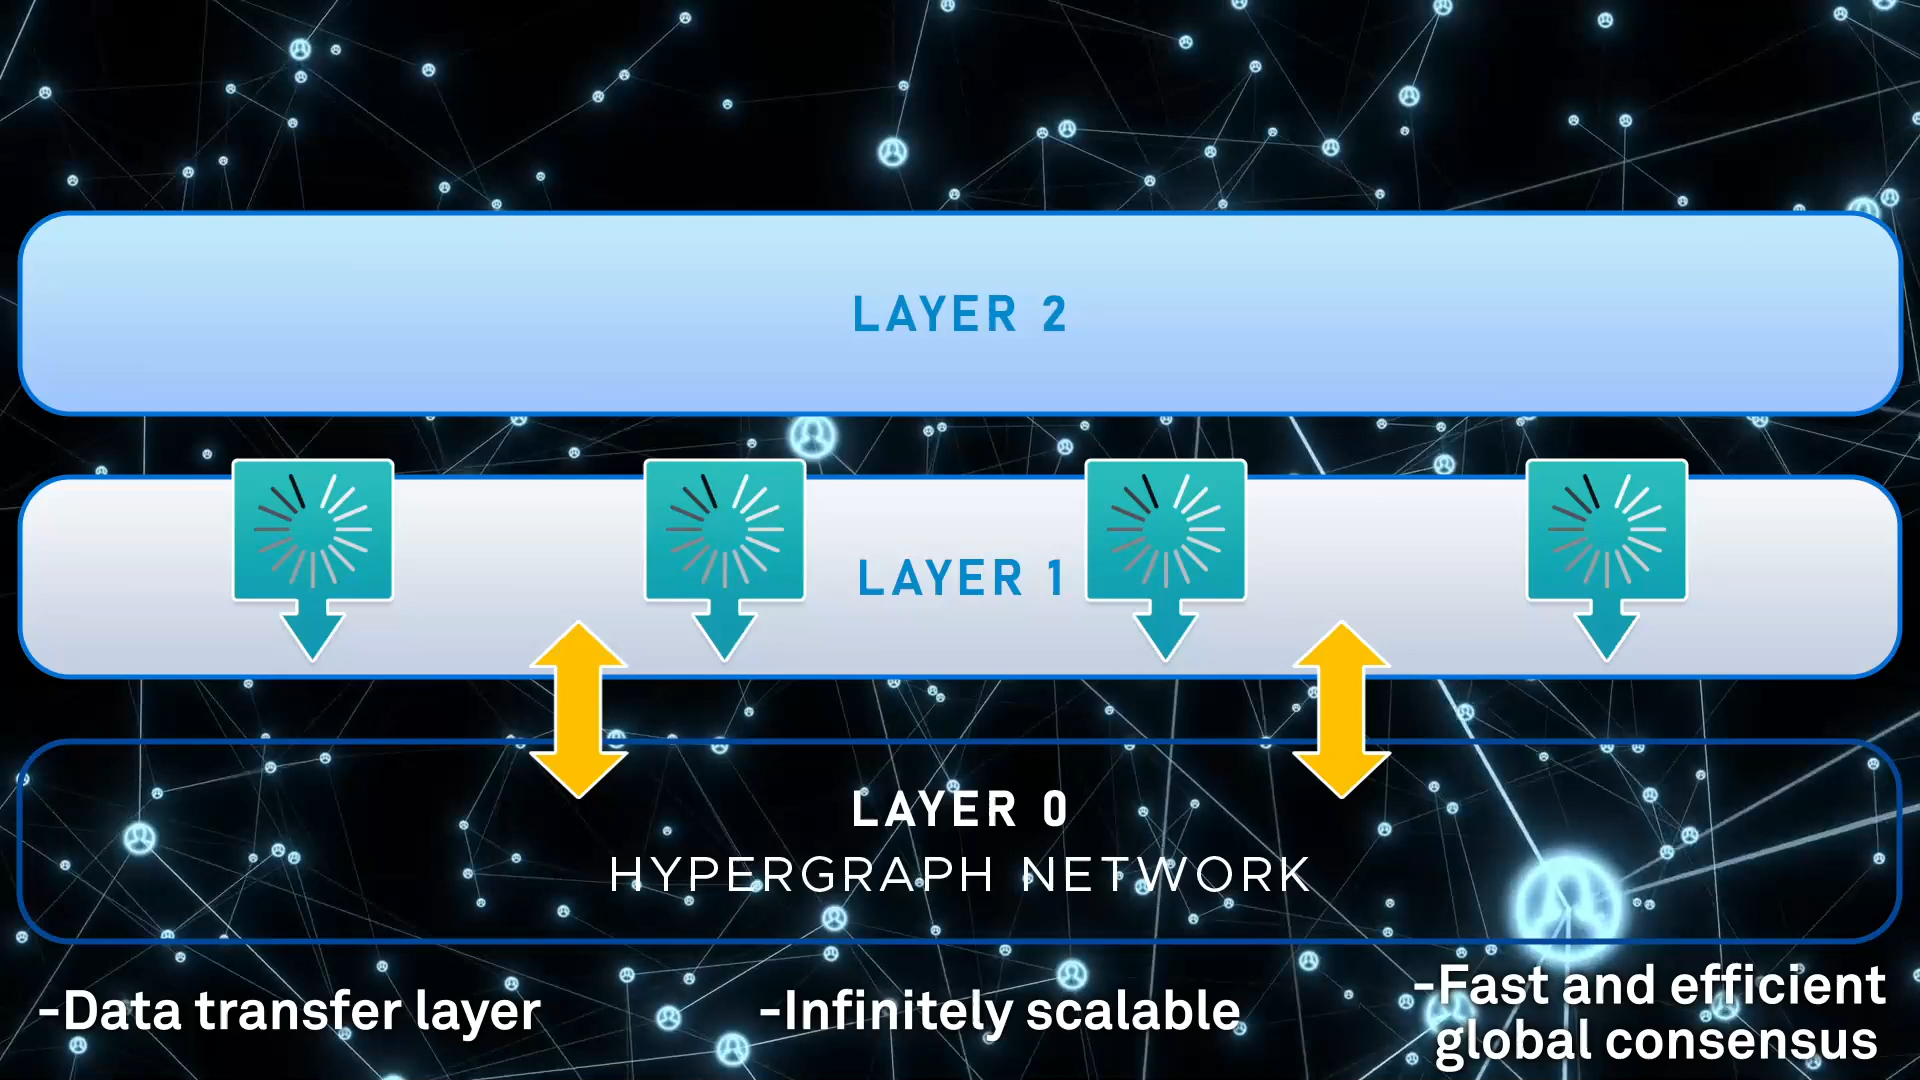 LAYER 2
LAYER 1
LAYER 0
HYPERGRAPH NETWORK
-Data transfer layer
-Infinitely scalable
-Fast and efficient
global consensus